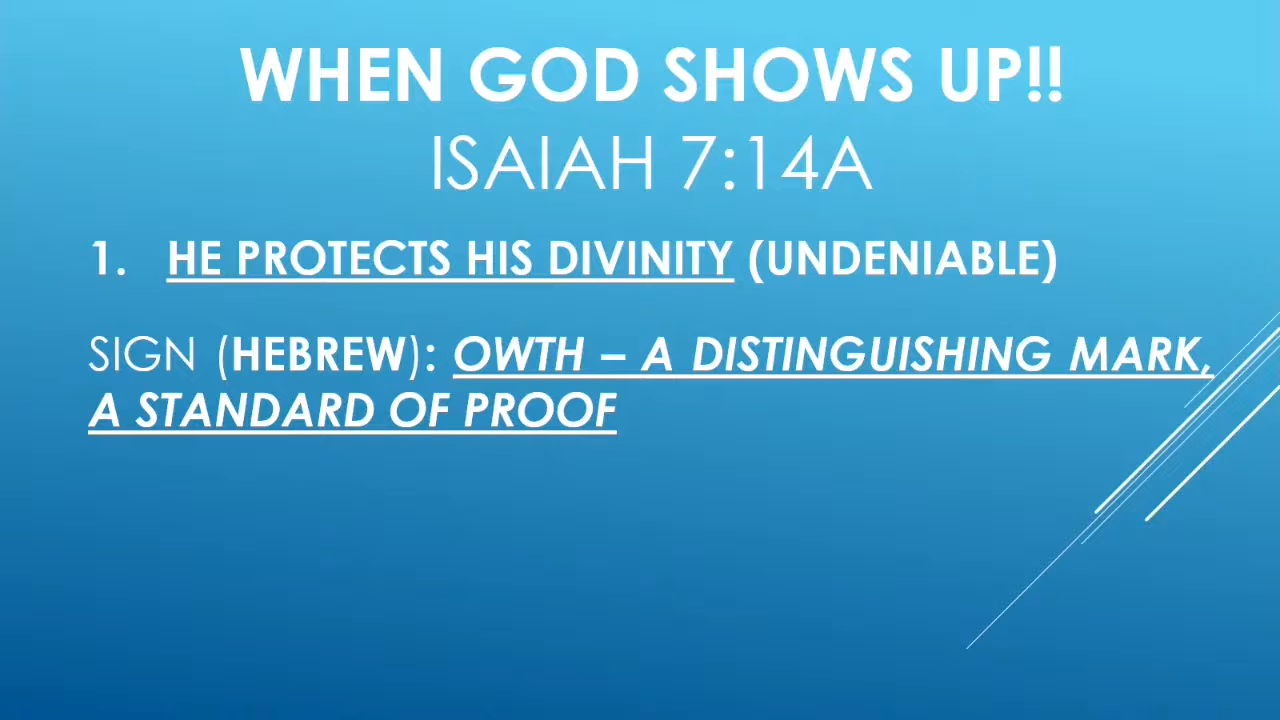 WHEN GOD SHOWS UP!!
ISAIAH 7:14A
1. HE PROTECTS HIS DIVINITY (UNDENIABLE)
SIGN (HEBREW): OWTH – A DISTINGUISHING MARK,
A STANDARD OF PROOF